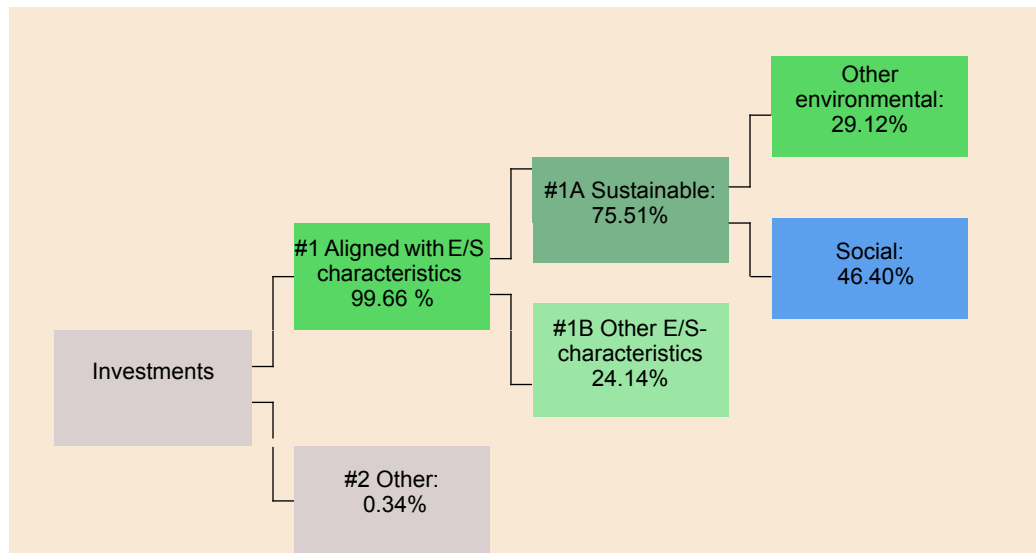 Investments
#1 Aligned with E/S
characteristics
99.66 %
#2 Other:
0.34%
#1A Sustainable:
75.51%
#1B Other E/S-
characteristics
24.14%
Other
environmental:
29.12%
Social:
46.40%